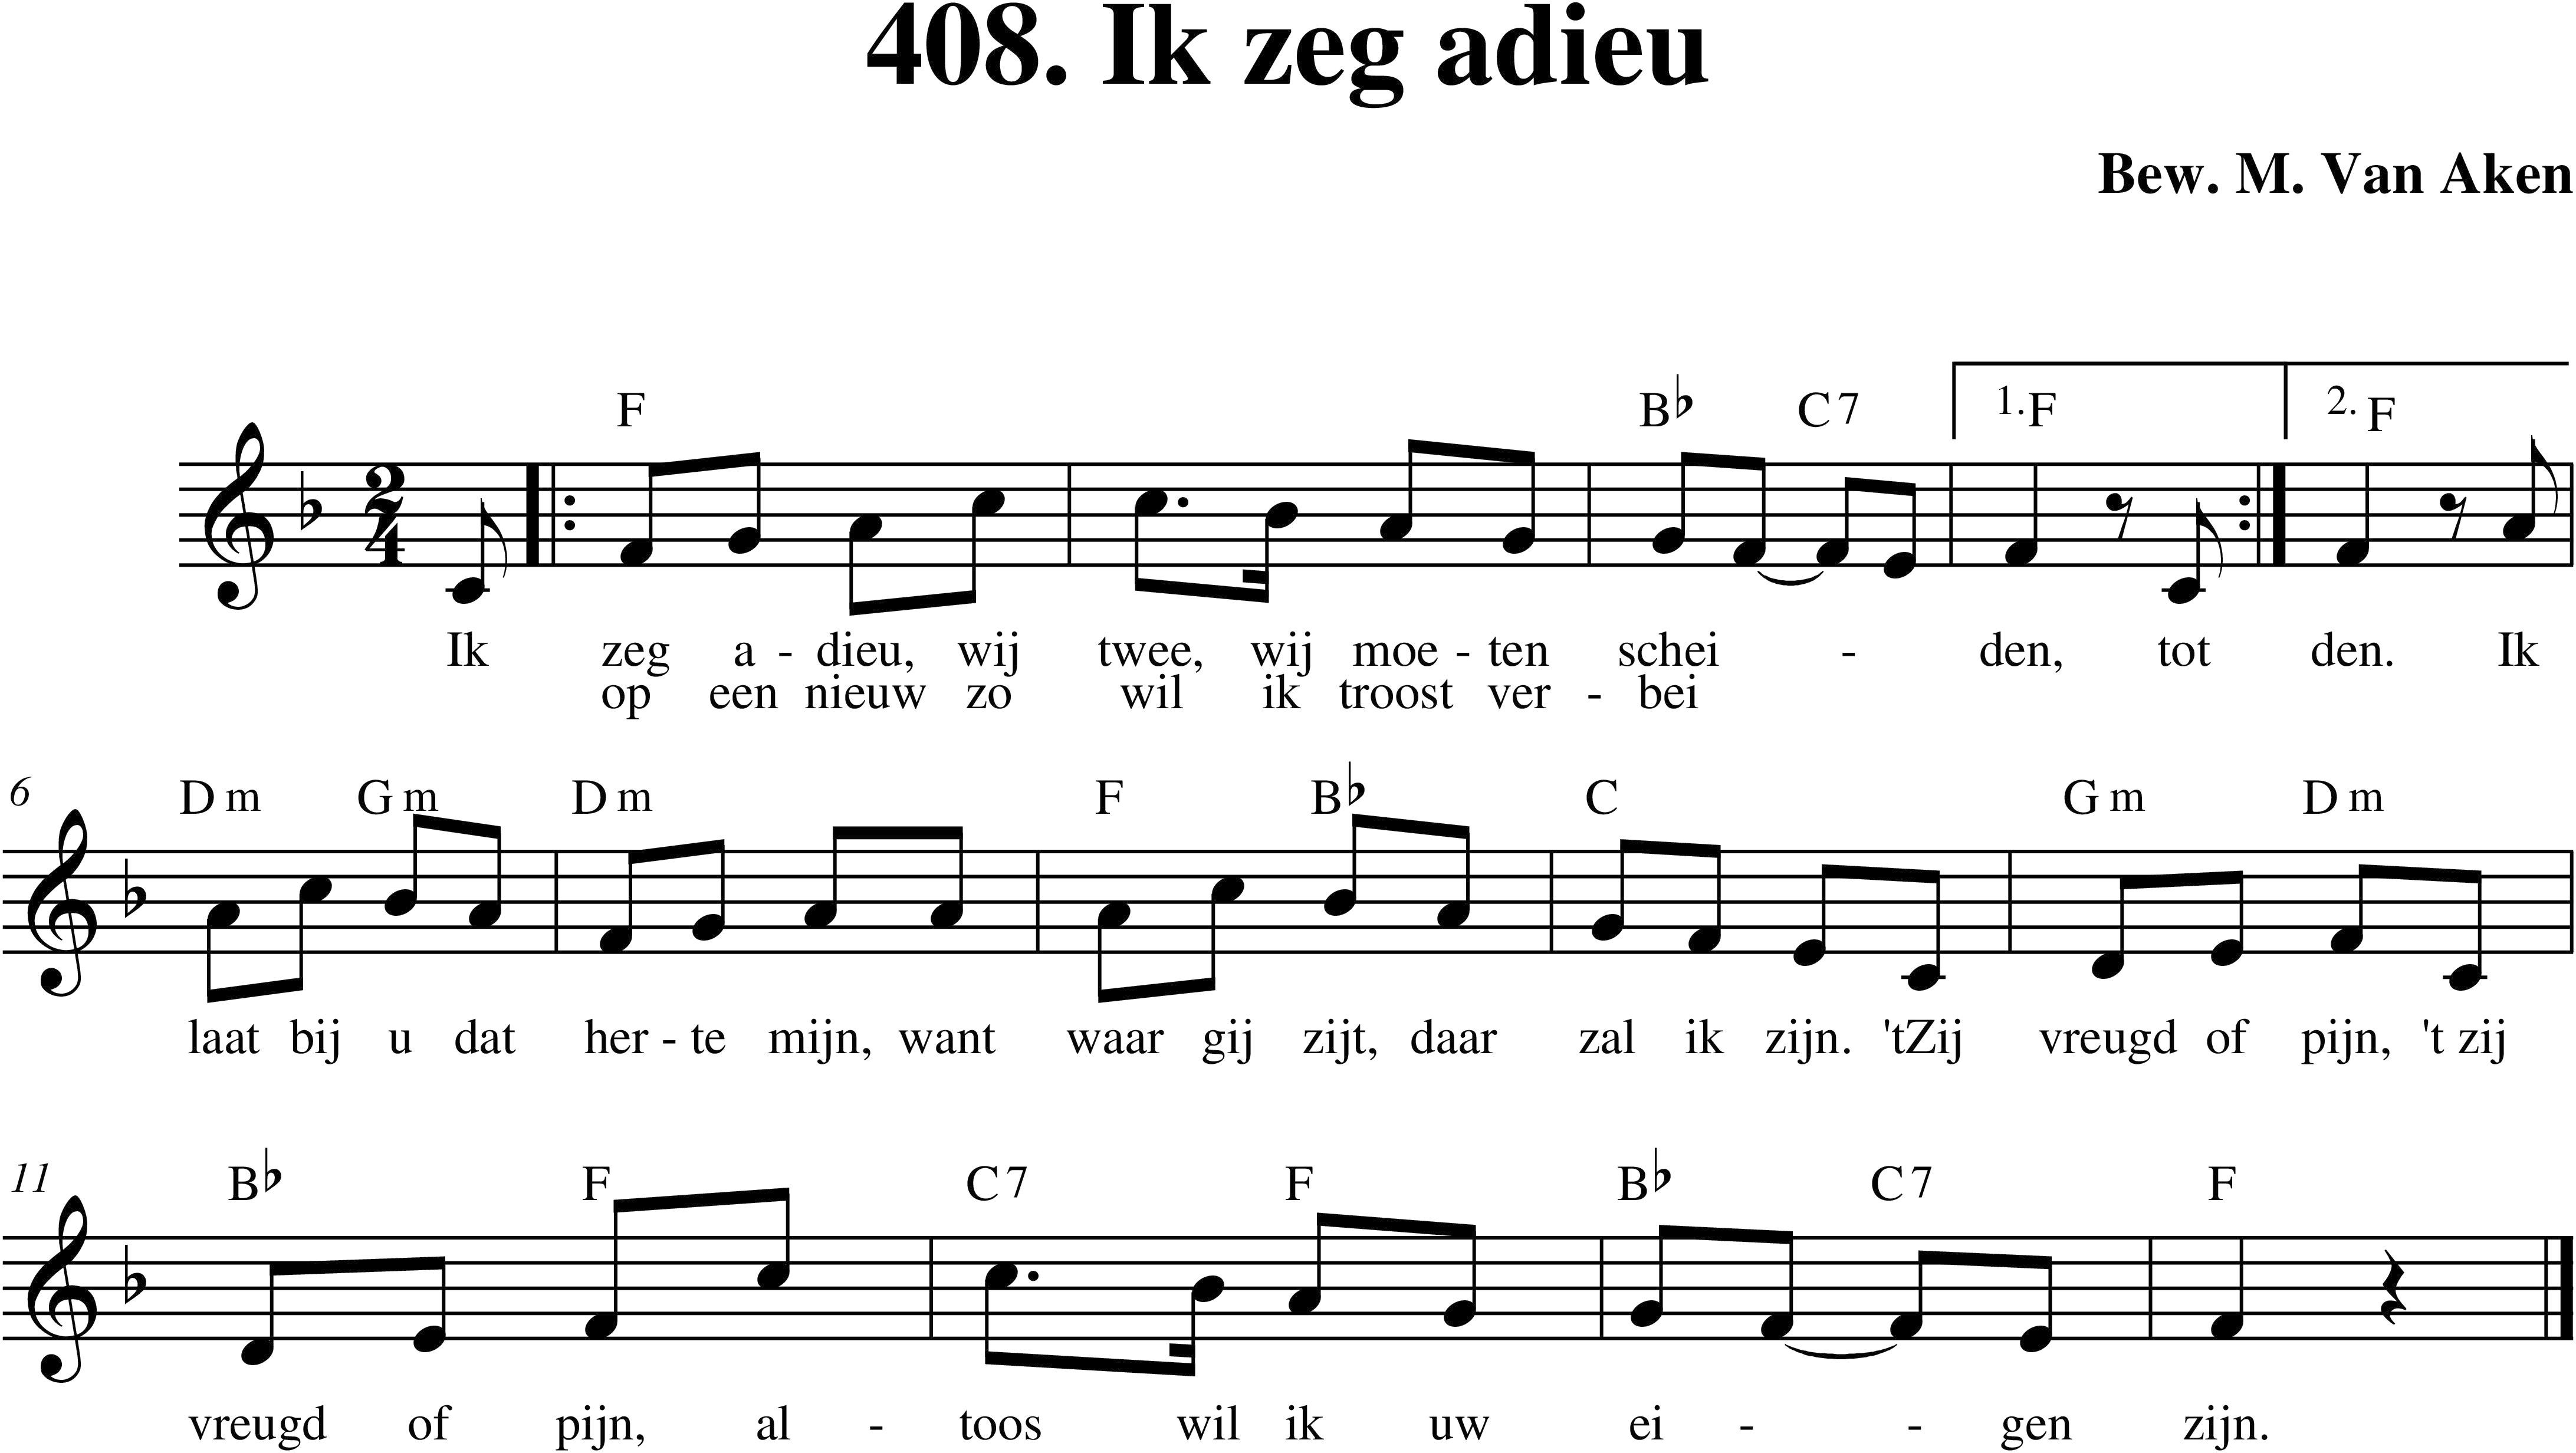 408. Ik zeg adieu
Bew. M. Van Aken
F B♭ C7 1. F 2. F
2
4
Ik zeg a - dieu, wij twee, wij moe - ten schei - den, tot den. Ik
op een nieuw zo wil ik troost ver - bei
6 Dm Gm Dm F B♭ C Gm Dm
laat bij u dat her - te mijn, want waar gij zijt, daar zal ik zijn. 'tZij vreugd of pijn, 't zij
11 B♭ F C7 F B♭ C7 F
vreugd of pijn, al - toos wil ik uw ei - - gen zijn.